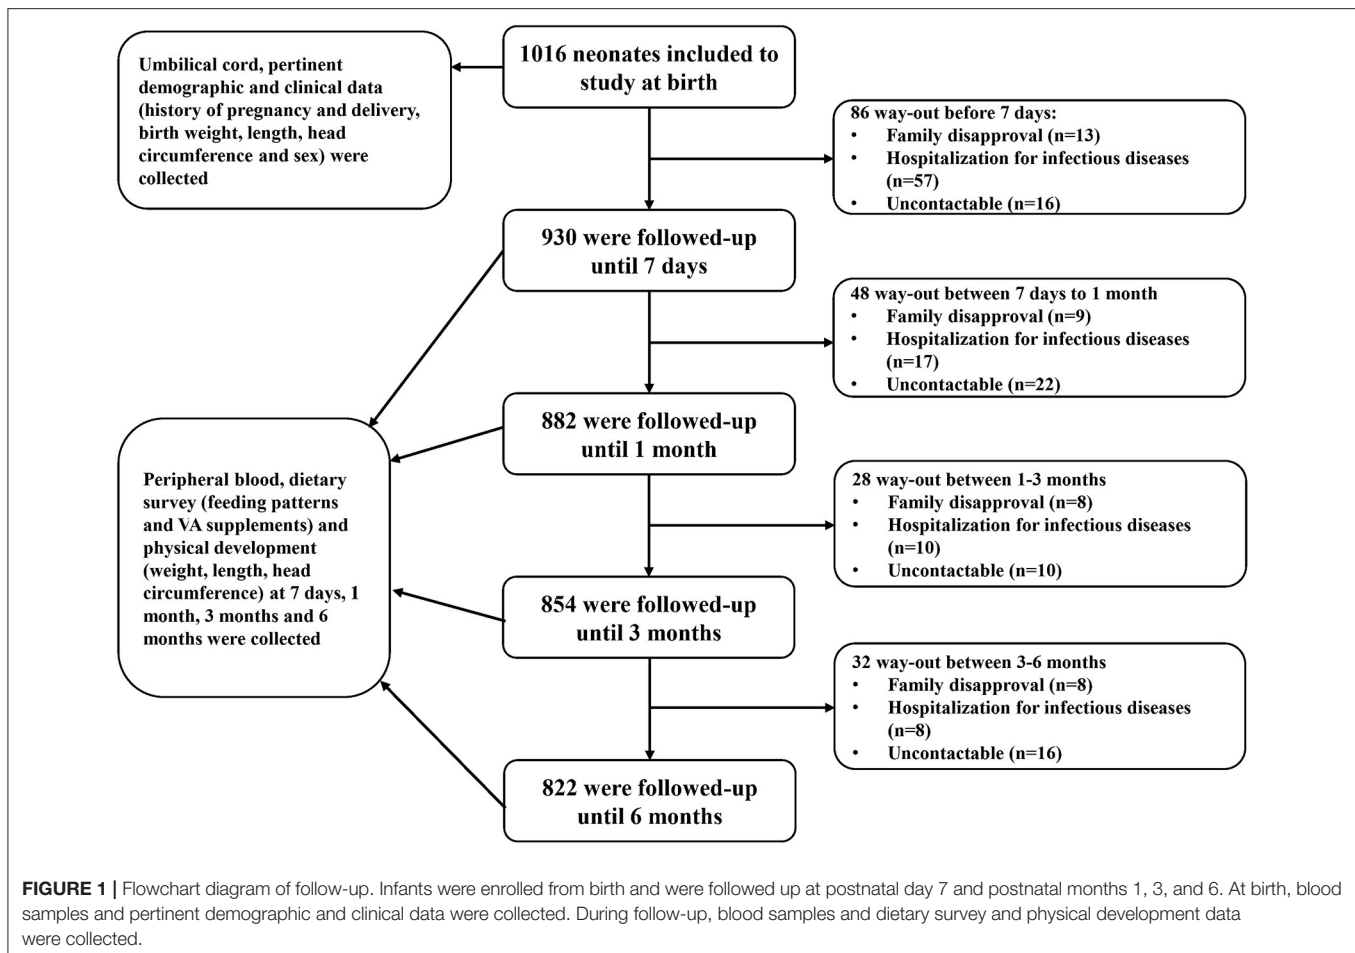 1016 neonates included to
study at birth
Umbilical cord, pertinent
demographic and clinical data
(history of pregnancy and delivery,
birth weight, length, head
circumference and sex) were
collected
86 way-out before 7 days:
• Family disapproval (n=13)
• Hospitalization for infectious diseases
(n=57)
• Uncontactable (n=16)
930 were followed-up
until 7 days
48 way-out between 7 days to 1 month
• Family disapproval (n=9)
• Hospitalization for infectious diseases
(n=17)
• Uncontactable (n=22)
882 were followed-up
until 1 month
Peripheral blood, dietary
survey (feeding patterns
and VA supplements) and
physical development
(weight, length, head
circumference) at 7 days, 1
month, 3 months and 6
months were collected
28 way-out between 1-3 months
• Family disapproval (n=8)
• Hospitalization for infectious diseases
(n=10)
• Uncontactable (n=10)
854 were followed-up
until 3 months
32 way-out between 3-6 months
• Family disapproval (n=8)
• Hospitalization for infectious diseases
(n=8)
• Uncontactable (n=16)
822 were followed-up
until 6 months
FIGURE 1 | Flowchart diagram of follow-up. Infants were enrolled from birth and were followed up at postnatal day 7 and postnatal months 1, 3, and 6. At birth, blood
samples and pertinent demographic and clinical data were collected. During follow-up, blood samples and dietary survey and physical development data
were collected.